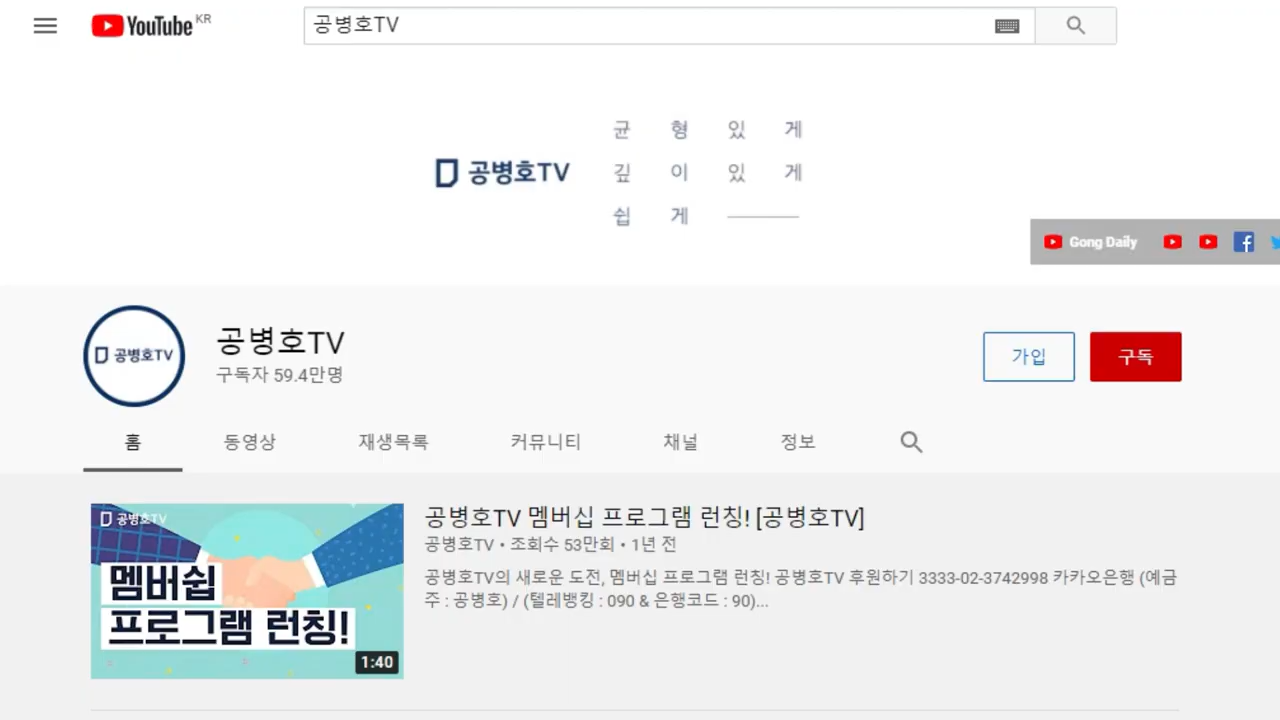 YouTube KR
공병호TV
공병호TV
균 형 있 게
깊 이 있 게
쉽 게
Gong Daily
공병호TV
공병호TV
구독자 59.4만명
가입
구독
홈
동영상
재생목록
커뮤니티
채널
정보
공병호TV
멤버쉽
프로그램 런칭!
1:40
공병호TV 멤버십 프로그램 런칭! [공병호TV]
공병호TV • 조회수 53만회 • 1년 전
공병호TV의 새로운 도전, 멤버십 프로그램 런칭! 공병호TV 후원하기 3333-02-3742998 카카오은행 (예금
주 : 공병호) / (텔레뱅킹 : 090 & 은행코드 : 90)...